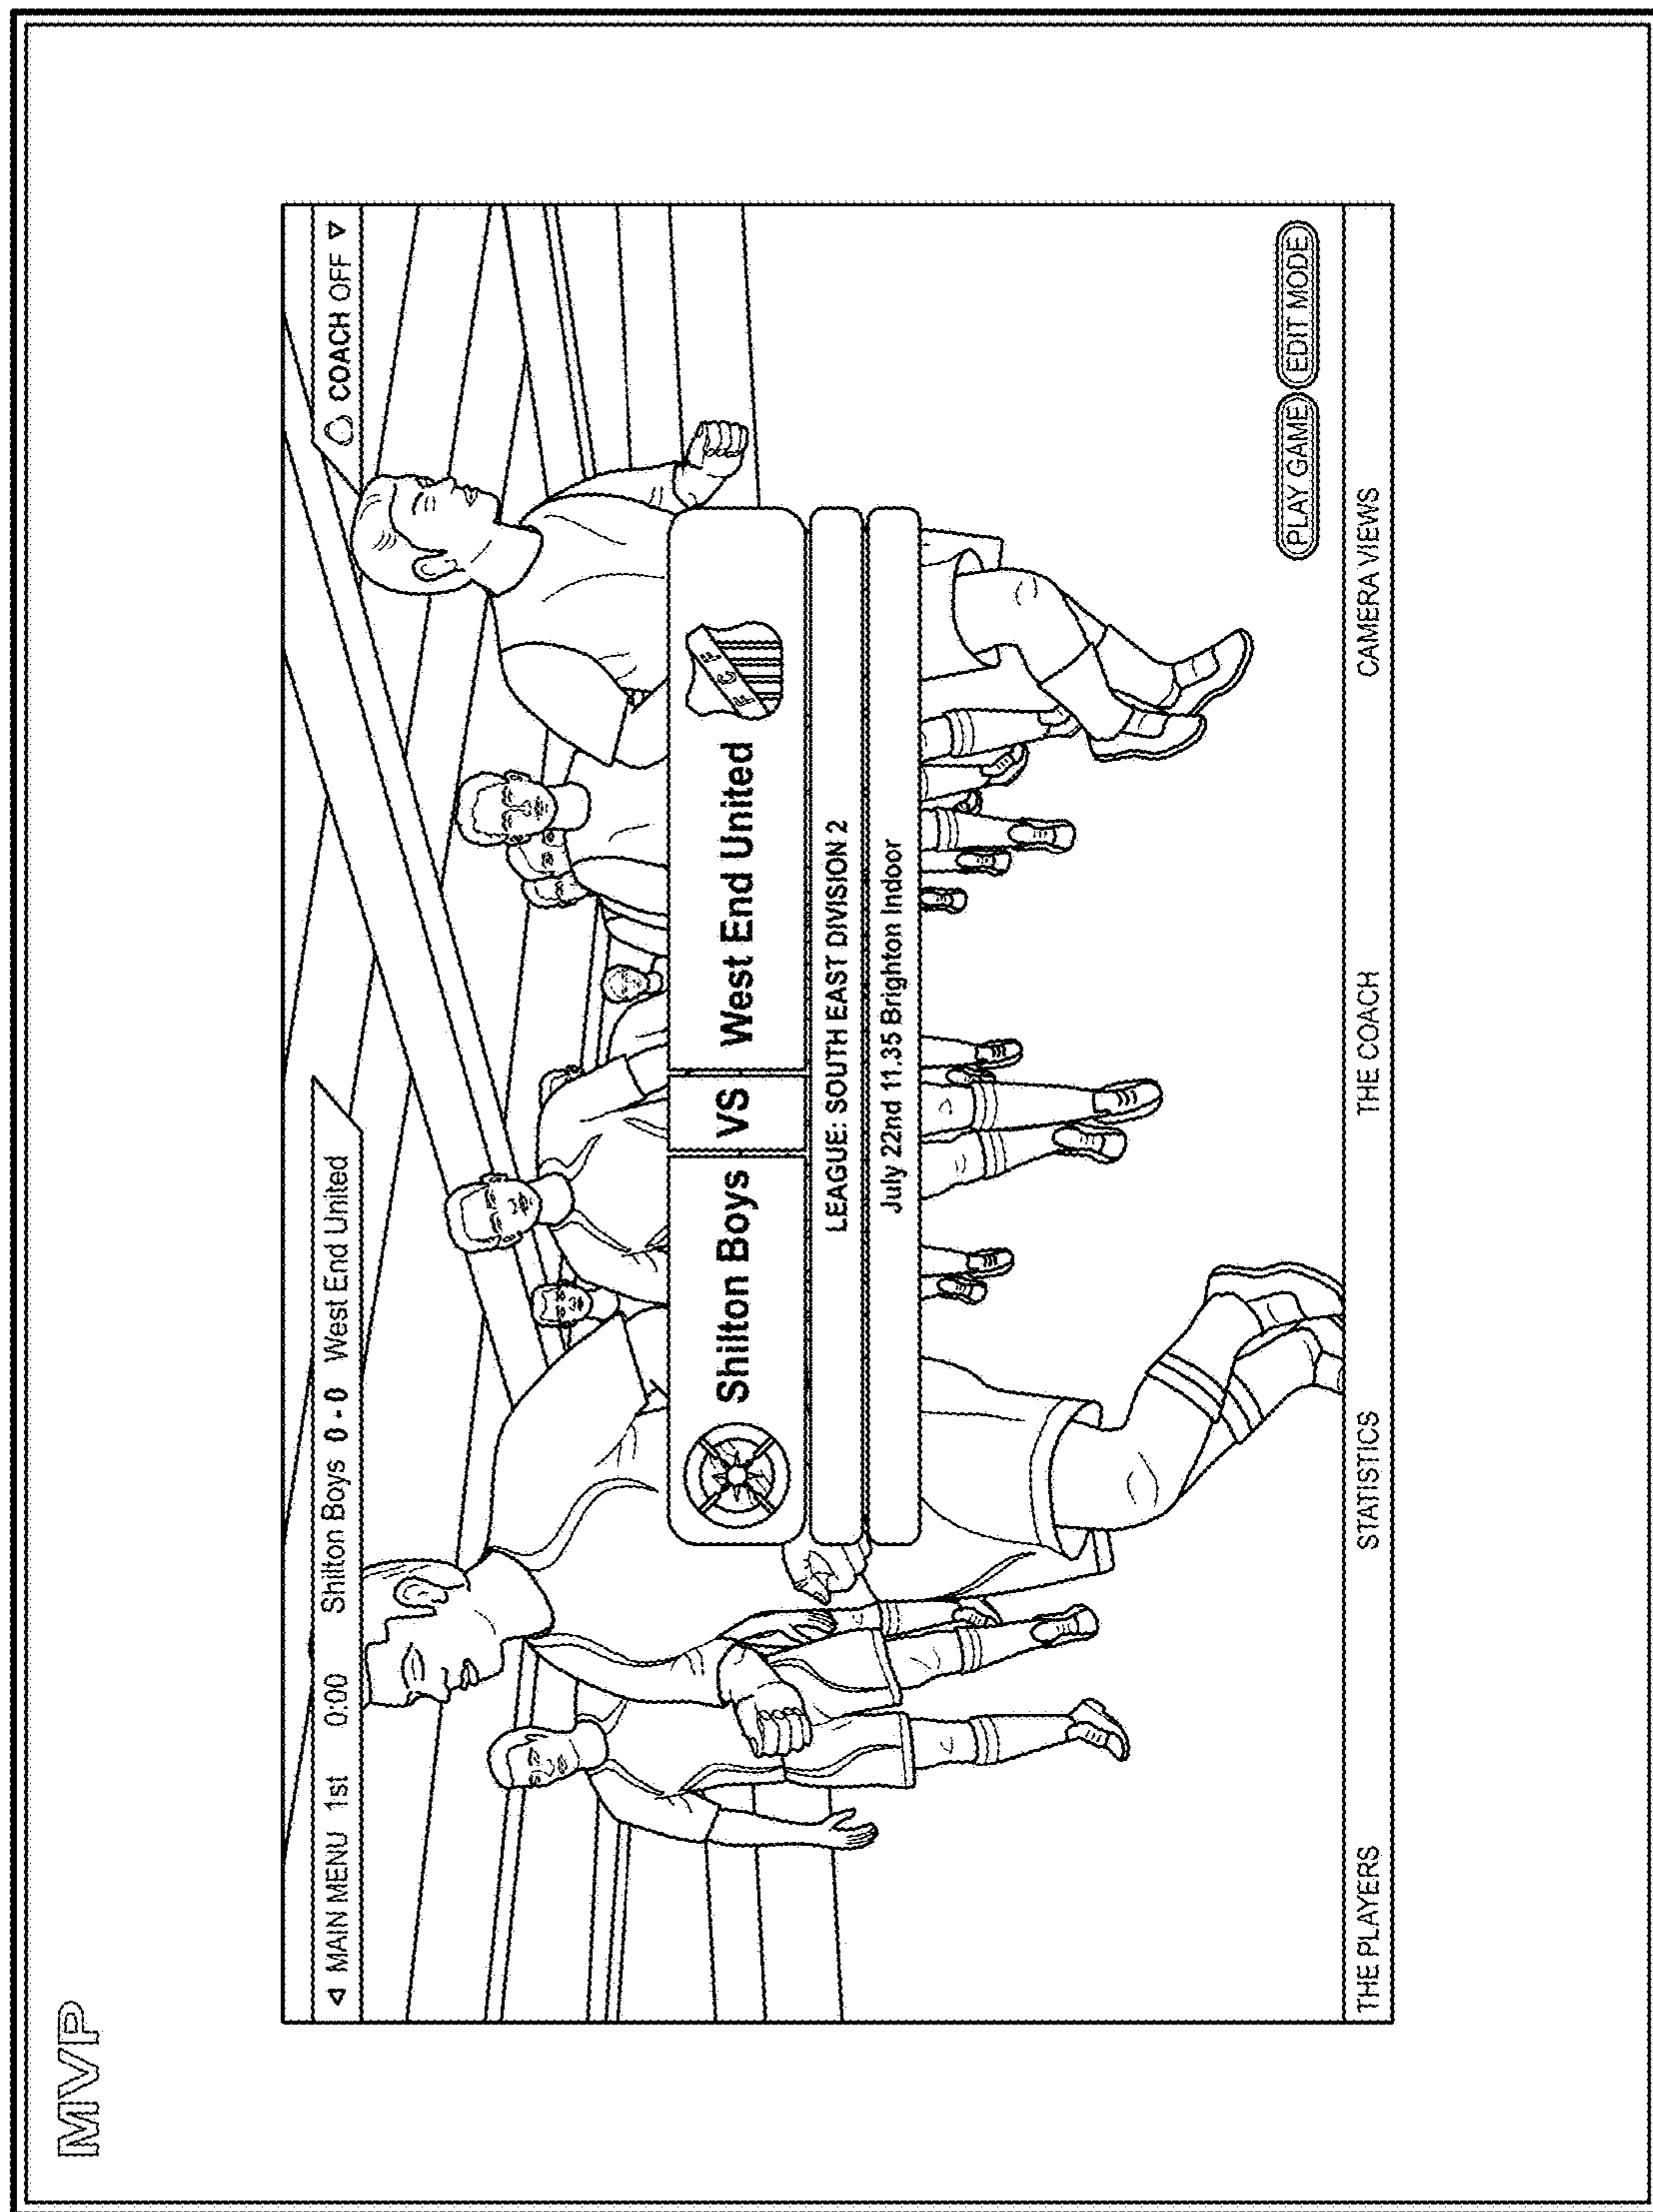 MVP
◁ MAIN MENU 1st 0:00 Shilton Boys 0 - 0 West End United
COACH OFF ▽
Shilton Boys VS West End United
F C F
LEAGUE: SOUTH EAST DIVISION 2
July 22nd 11.35 Brighton Indoor
PLAY GAME EDIT MODE
THE PLAYERS STATISTICS THE COACH CAMERA VIEWS